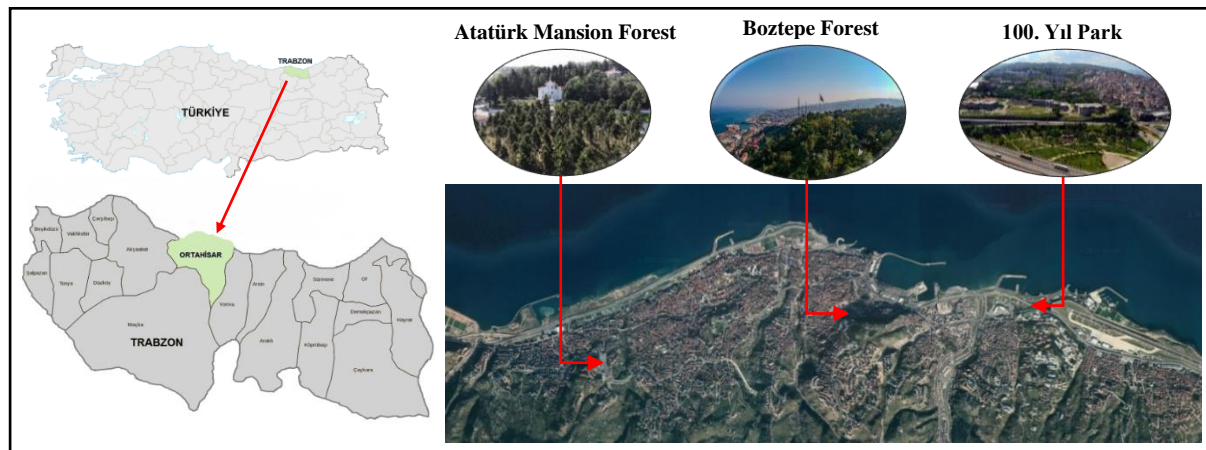 Atatürk Mansion Forest
Boztepe Forest
100. Yıl Park
TRABZON
TÜRKİYE
Çarşıbaşı
Beşikdüzü
Vakfıkebir
Akçaabat
ORTAHİSAR
Şalpazarı
Tonya
Düzköy
Yomra
Arsin
Sürmene
OF
Dernekpazarı
Hayrat
Maçka
TRABZON
Araklı
Köprübaşı
Çaykara